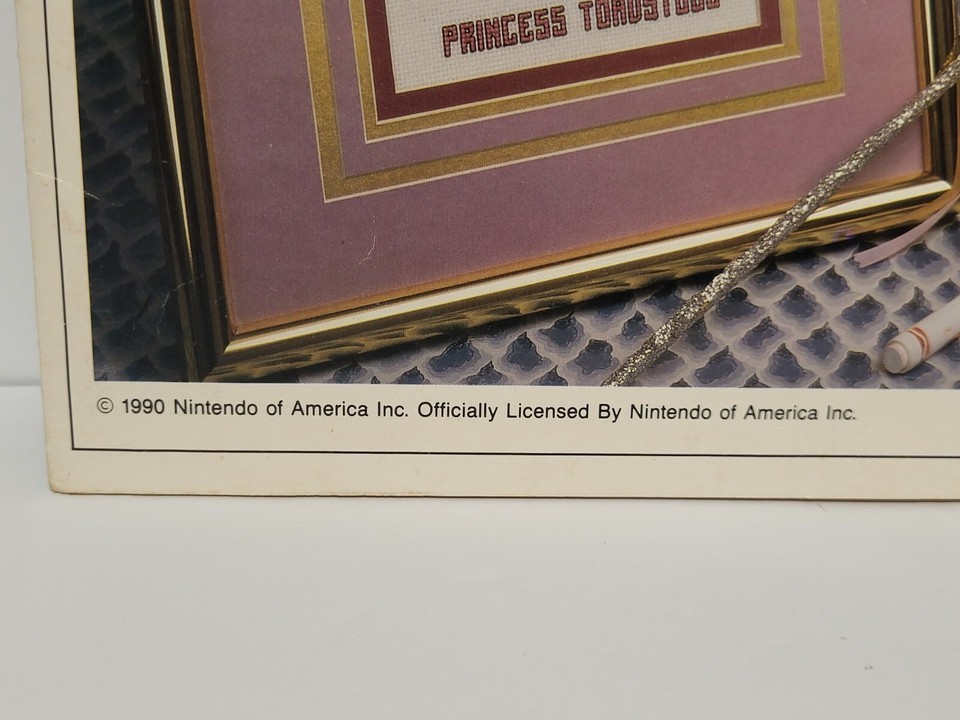 PRINCESS TOADSTOOL
© 1990 Nintendo of America Inc. Officially Licensed By Nintendo of America Inc.